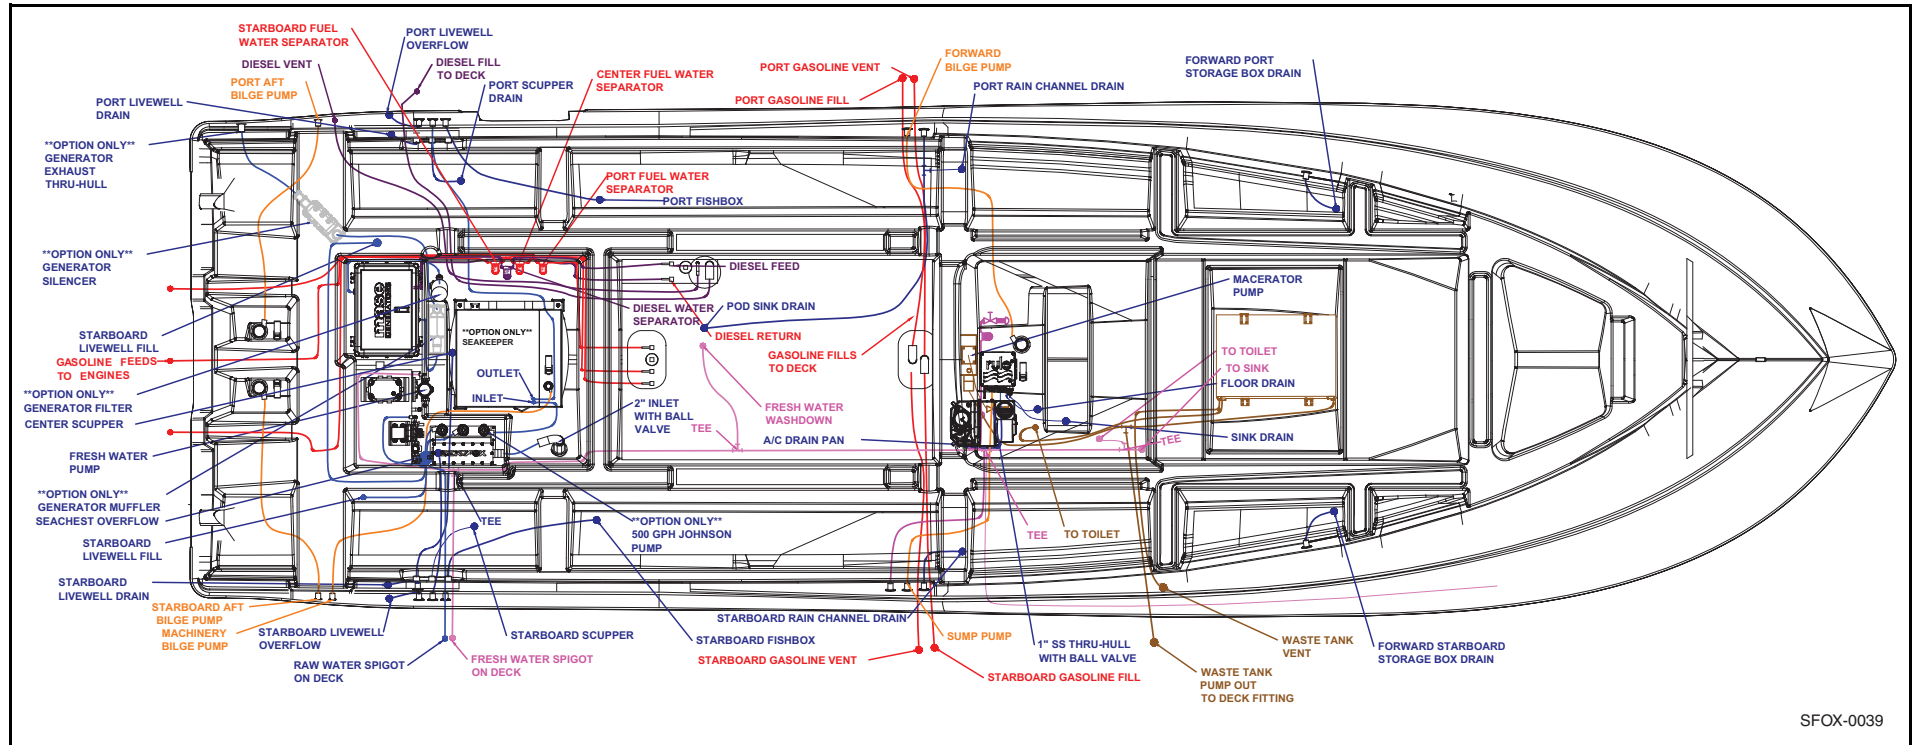 STARBOARD FUEL
WATER SEPARATOR
PORT LIVEWELL
OVERFLOW
DIESEL VENT
DIESEL FILL
TO DECK
PORT AFT
BILGE PUMP
PORT SCUPPER
DRAIN
CENTER FUEL WATER
SEPARATOR
PORT GASOLINE VENT
FORWARD
BILGE PUMP
FORWARD PORT
STORAGE BOX DRAIN
PORT LIVEWELL
DRAIN
PORT GASOLINE FILL
PORT RAIN CHANNEL DRAIN
**OPTION ONLY**
GENERATOR
EXHAUST
THRU-HULL
PORT FUEL WATER
SEPARATOR
PORT FISHBOX
**OPTION ONLY**
GENERATOR
SILENCER
DIESEL FEED
MACERATOR
PUMP
DIESEL WATER
SEPARATOR
POD SINK DRAIN
DIESEL RETURN
mase
GENERATORS
**OPTION ONLY**
SEAKEEPER
STARBOARD
LIVEWELL FILL
GASOLINE FEEDS
TO ENGINES
GASOLINE FILLS
TO DECK
rule
TO TOILET
TO SINK
OUTLET
INLET
FLOOR DRAIN
**OPTION ONLY**
GENERATOR FILTER
CENTER SCUPPER
2" INLET
WITH BALL
VALVE
FRESH WATER
WASHDOWN
TEE
A/C DRAIN PAN
SINK DRAIN
TEE
FRESH WATER
PUMP
**OPTION ONLY**
GENERATOR MUFFLER
SEACHEST OVERFLOW
STARBOARD
LIVEWELL FILL
TEE
**OPTION ONLY**
500 GPH JOHNSON
PUMP
TEE
TO TOILET
STARBOARD
LIVEWELL DRAIN
STARBOARD AFT
BILGE PUMP
MACHINERY
BILGE PUMP
STARBOARD LIVEWELL
OVERFLOW
RAW WATER SPIGOT
ON DECK
STARBOARD SCUPPER
FRESH WATER SPIGOT
ON DECK
STARBOARD FISHBOX
STARBOARD RAIN CHANNEL DRAIN
STARBOARD GASOLINE VENT
SUMP PUMP
STARBOARD GASOLINE FILL
1" SS THRU-HULL
WITH BALL VALVE
WASTE TANK
VENT
WASTE TANK
PUMP OUT
TO DECK FITTING
FORWARD STARBOARD
STORAGE BOX DRAIN
SFOX-0039